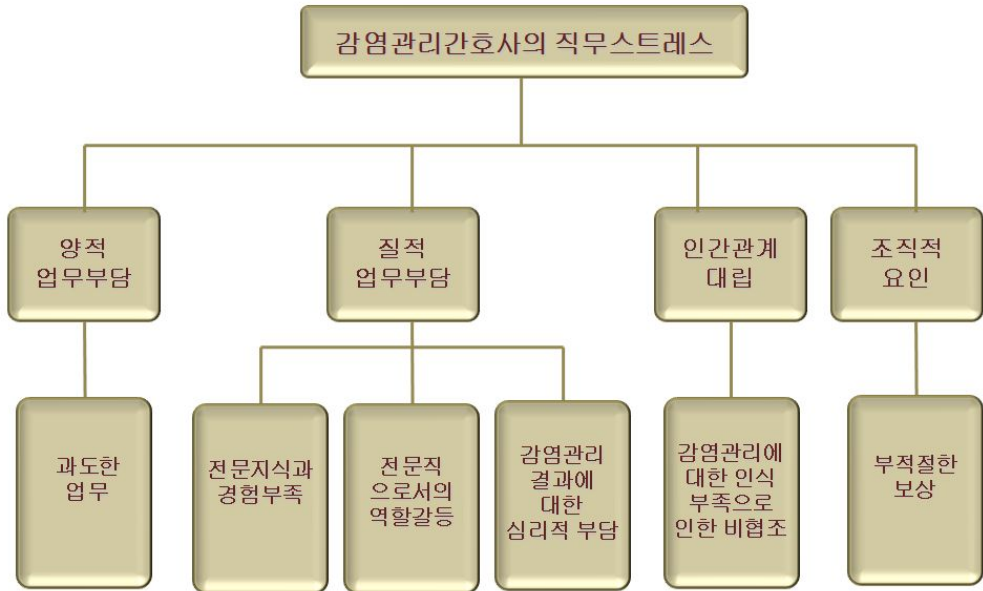 감염관리간호사의 직무스트레스
양적
업무부담
질적
업무부담
인간관계
대립
조직적
요인
과도한
업무
전문지식과
경험부족
전문직
으로서의
역할갈등
감염관리
결과에
대한
심리적 부담
감염관리에
대한 인식
부족으로
인한 비협조
부적절한
보상